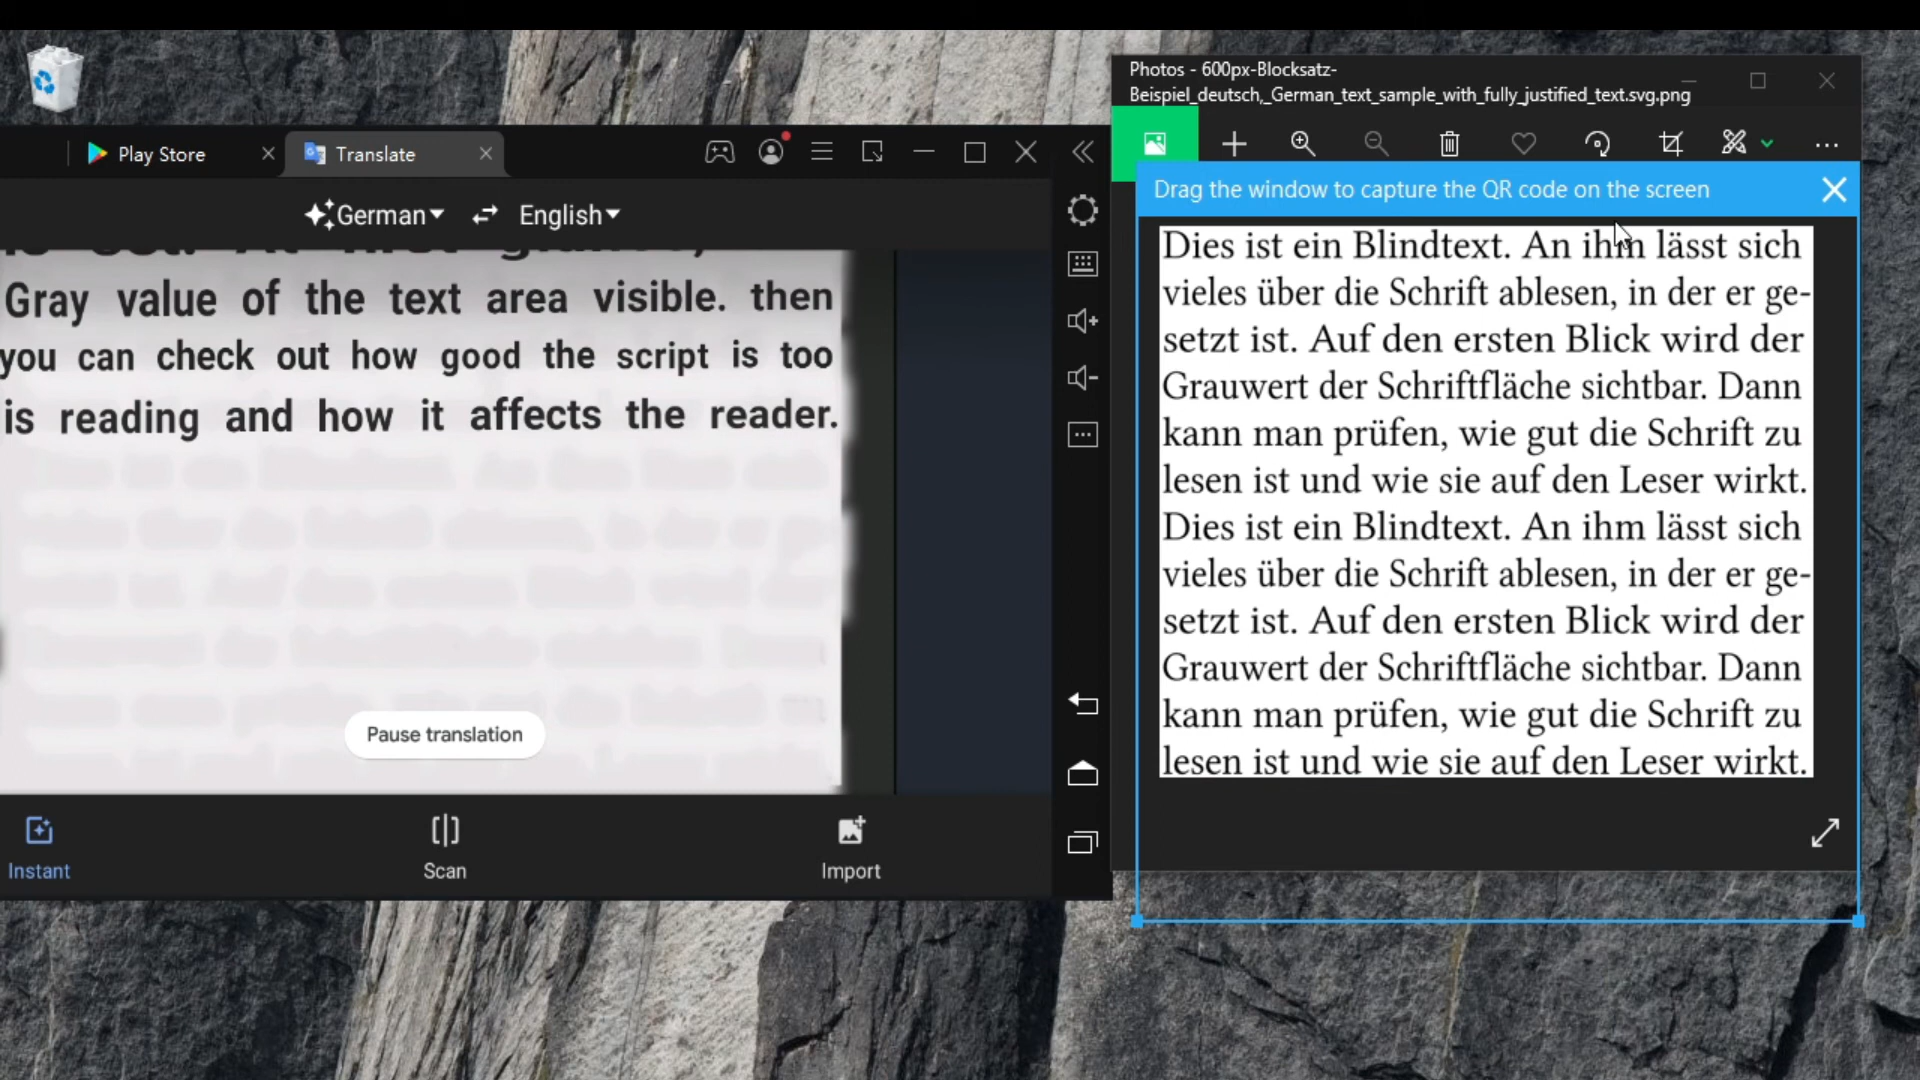 Photos - 600px-Blocksatz-
Beispiel_deutsch,_German_text_sample_with_fully_justified_text.svg.png
Play Store
Translate
German
English
Gray value of the text area visible. then
you can check out how good the script is too
is reading and how it affects the reader.
Pause translation
Instant
Scan
Import
Drag the window to capture the QR code on the screen
Dies ist ein Blindtext. An ihm lässt sich
vieles über die Schrift ablesen, in der er ge-
setzt ist. Auf den ersten Blick wird der
Grauwert der Schriftfläche sichtbar. Dann
kann man prüfen, wie gut die Schrift zu
lesen ist und wie sie auf den Leser wirkt.
Dies ist ein Blindtext. An ihm lässt sich
vieles über die Schrift ablesen, in der er ge-
setzt ist. Auf den ersten Blick wird der
Grauwert der Schriftfläche sichtbar. Dann
kann man prüfen, wie gut die Schrift zu
lesen ist und wie sie auf den Leser wirkt.